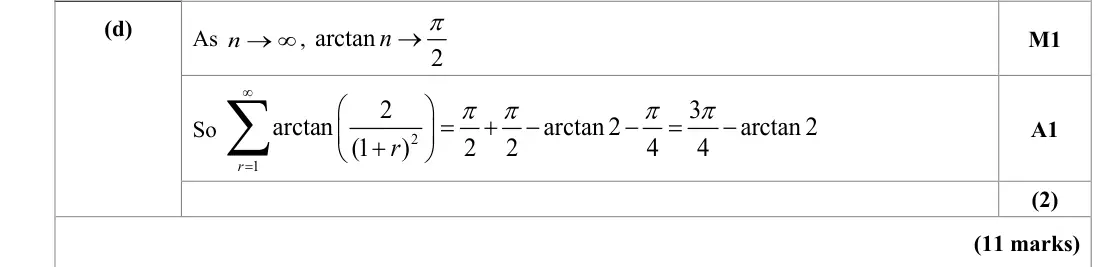 (d) As n → ∞, arctan n → π/2 M1
So ∑_{r=1}^{∞} arctan(2/(1+r)²) = π/2 + π/2 − arctan 2 − π/4 = 3π/4 − arctan 2 A1
(2)
(11 marks)